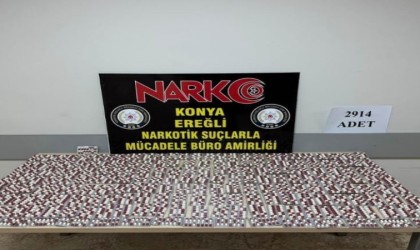 NARKO
KONYA
EREĞLİ
NARKOTİK SUÇLARLA
MÜCADELE BÜRO AMİRLİĞİ
2914
ADET